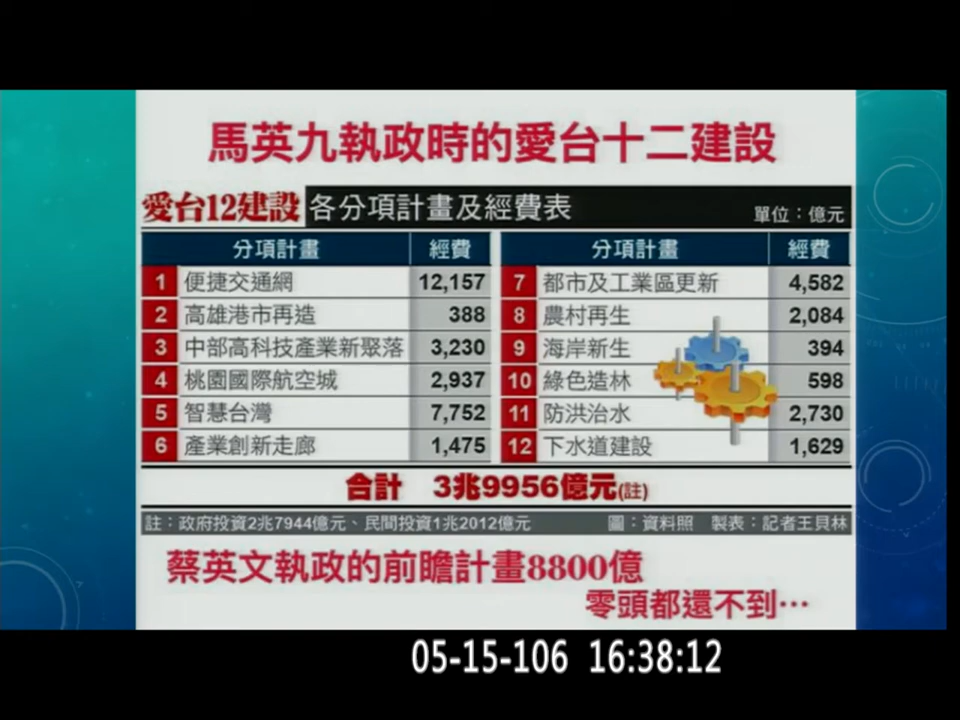 馬英九執政時的愛台十二建設
愛台12建設 各分項計畫及經費表 單位：億元
分項計畫 經費 分項計畫 經費
1 便捷交通網 12,157 7 都市及工業區更新 4,582
2 高雄港市再造 388 8 農村再生 2,084
3 中部高科技產業新聚落 3,230 9 海岸新生 394
4 桃園國際航空城 2,937 10 綠色造林 598
5 智慧台灣 7,752 11 防洪治水 2,730
6 產業創新走廊 1,475 12 下水道建設 1,629
合計 3兆9956億元(註)
註：政府投資2兆7944億元、民間投資1兆2012億元 圖：資料照 製表：記者王貝林
蔡英文執政的前瞻計畫8800億
零頭都還不到…
05-15-106 16:38:12